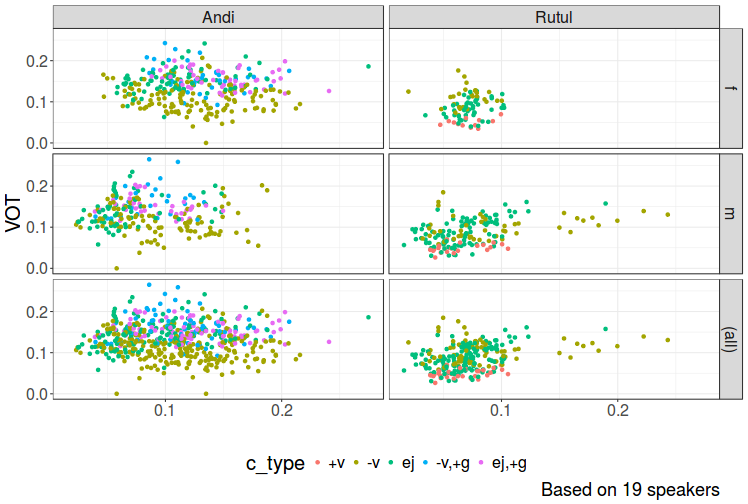 Andi Rutul
0.2
0.1
0.0
f
VOT
0.2
0.1
0.0
m
0.2
0.1
0.0
(all)
0.1 0.2 0.1 0.2
c_type +v -v ej -v,+g ej,+g
Based on 19 speakers